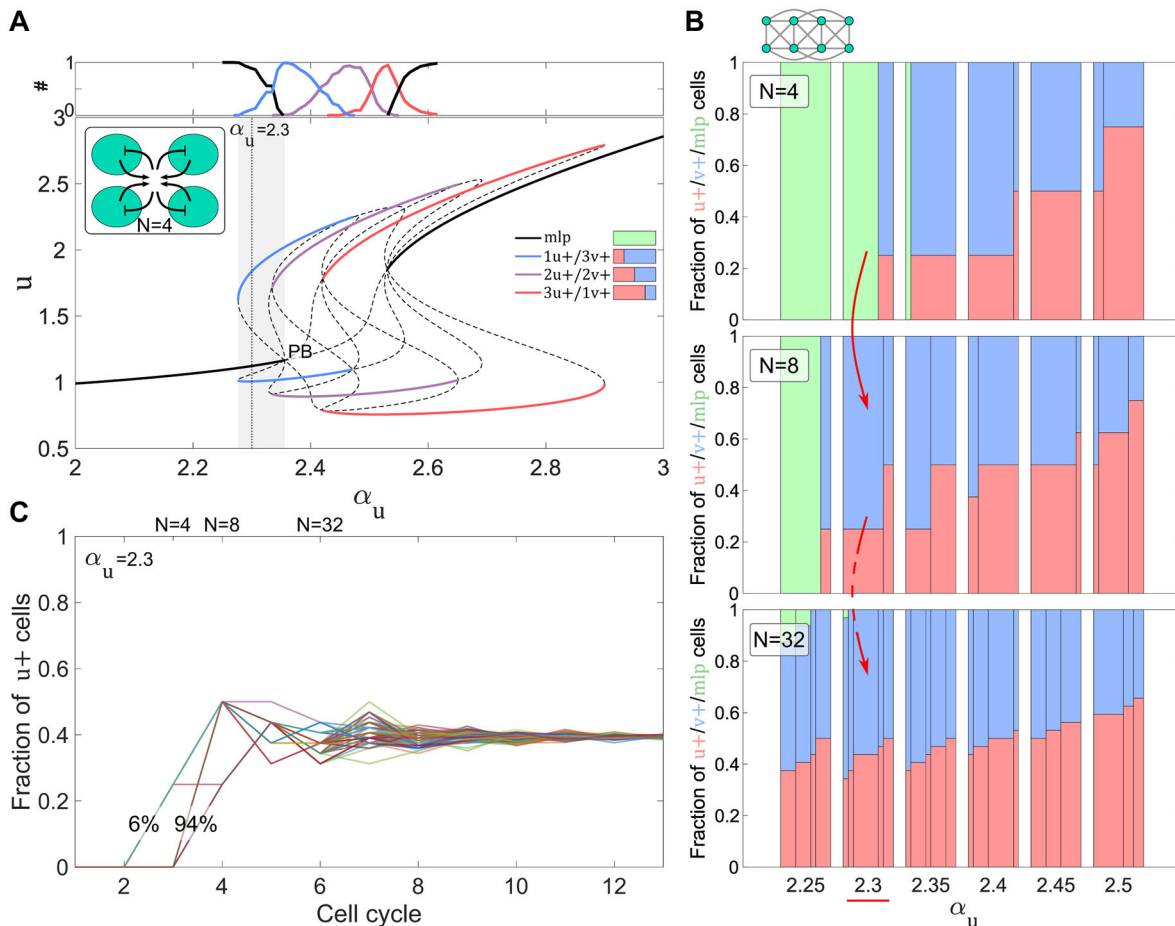 A
#
1
0
3
2.5
2
1.5
1
0.5
u
α_u=2.3
N=4
PB
mlp
1u+/3v+
2u+/2v+
3u+/1v+
2 2.2 2.4 2.6 2.8 3
α_u
B
N=4
Fraction of u+/v+/mlp cells
1
0.8
0.6
0.4
0.2
0
N=8
Fraction of u+/v+/mlp cells
1
0.8
0.6
0.4
0.2
0
N=32
Fraction of u+/v+/mlp cells
1
0.8
0.6
0.4
0.2
0
2.25 2.3 2.35 2.4 2.45 2.5
α_u
C
N=4 N=8 N=32
α_u=2.3
Fraction of u+ cells
1
0.8
0.6
0.4
0.2
0
6% 94%
2 4 6 8 10 12
Cell cycle